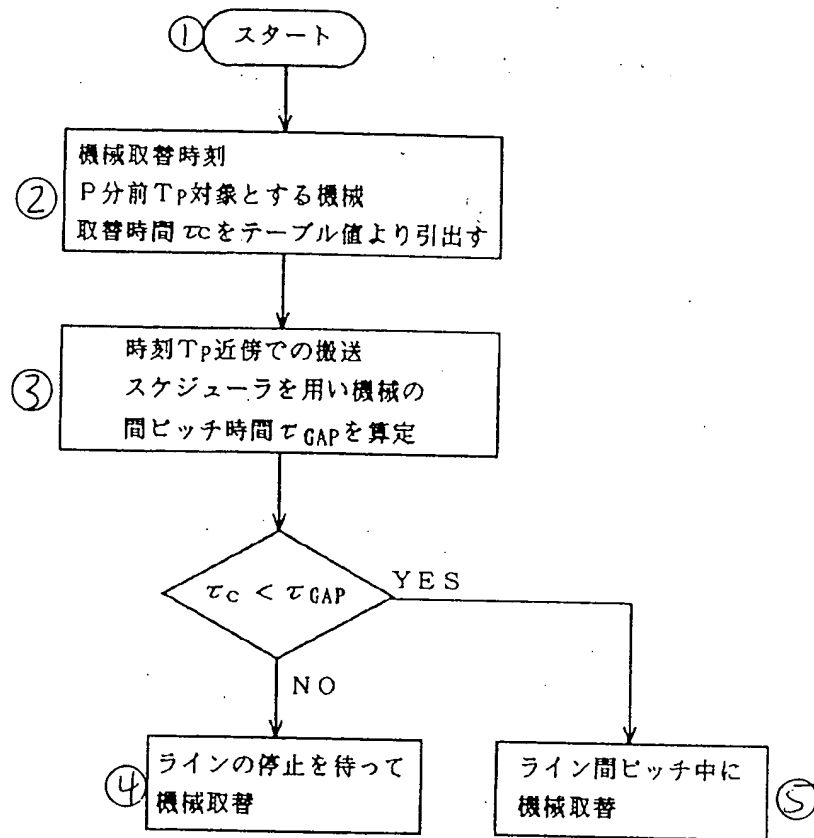 ① スタート
②
機械取替時刻
P分前Tp対象とする機械
取替時間τcをテーブル値より引出す
③
時刻Tp近傍での搬送
スケジューラを用い機械の
間ピッチ時間τGAPを算定
τc < τGAP
YES
NO
④
ラインの停止を待って
機械取替
ライン間ピッチ中に
機械取替
⑤